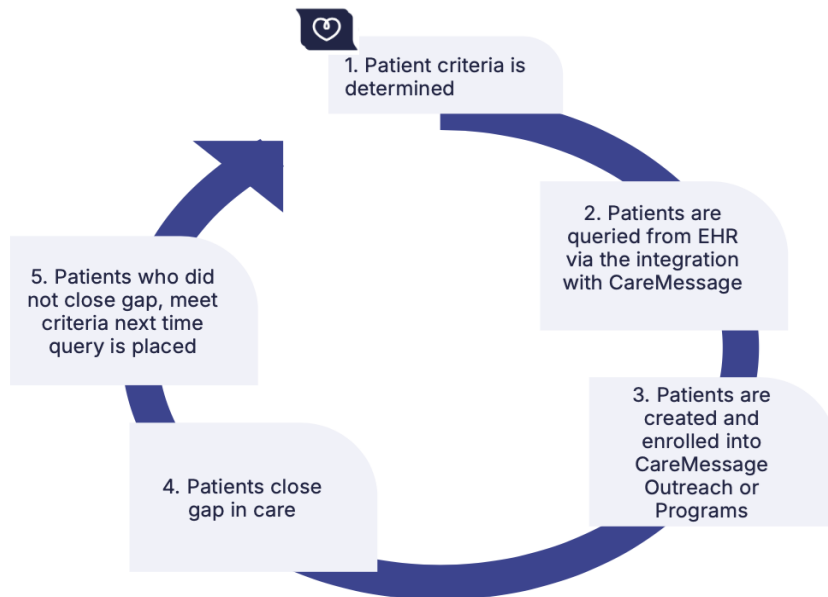 1. Patient criteria is
determined
2. Patients are
queried from EHR
via the integration
with CareMessage
3. Patients are
created and
enrolled into
CareMessage
Outreach or
Programs
4. Patients close
gap in care
5. Patients who did
not close gap, meet
criteria next time
query is placed